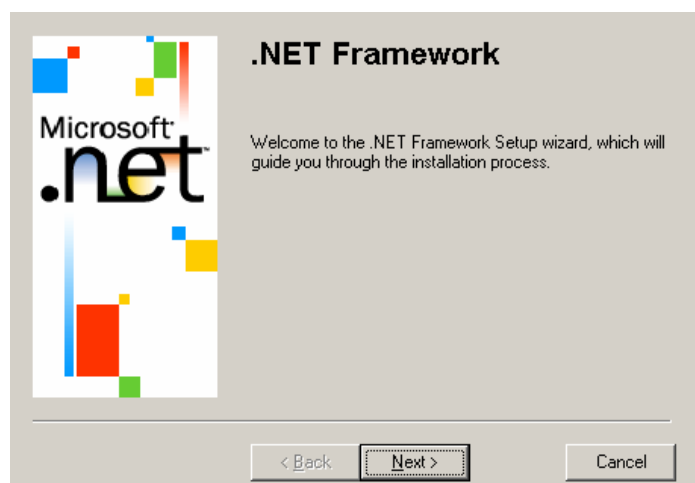 .NET Framework
Microsoft
.net
Welcome to the .NET Framework Setup wizard, which will
guide you through the installation process.
< Back
Next >
Cancel